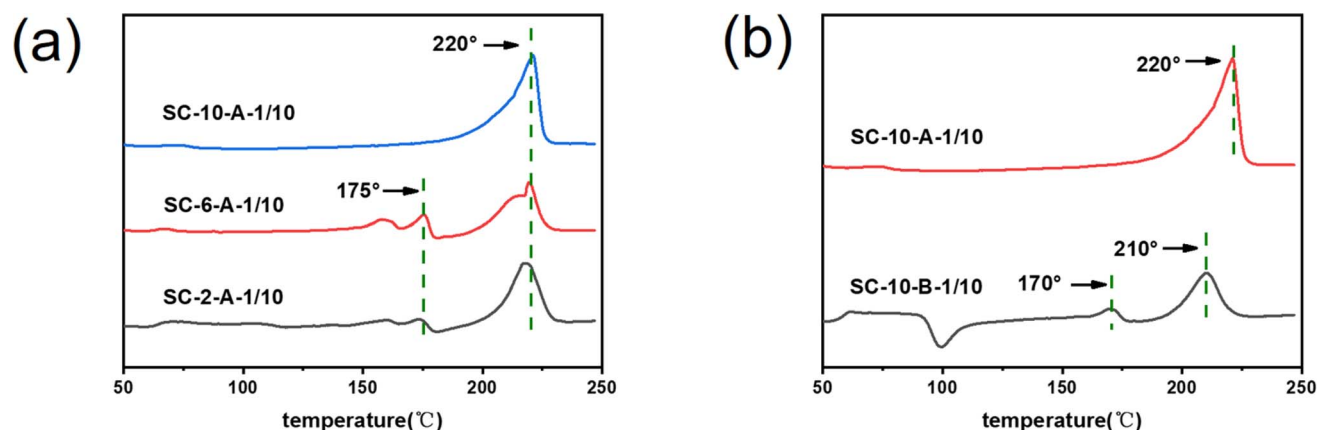 (a)
220°
SC-10-A-1/10
175°
SC-6-A-1/10
SC-2-A-1/10
50 100 150 200 250
temperature(℃)
(b)
220°
SC-10-A-1/10
210°
170°
SC-10-B-1/10
50 100 150 200 250
temperature(℃)